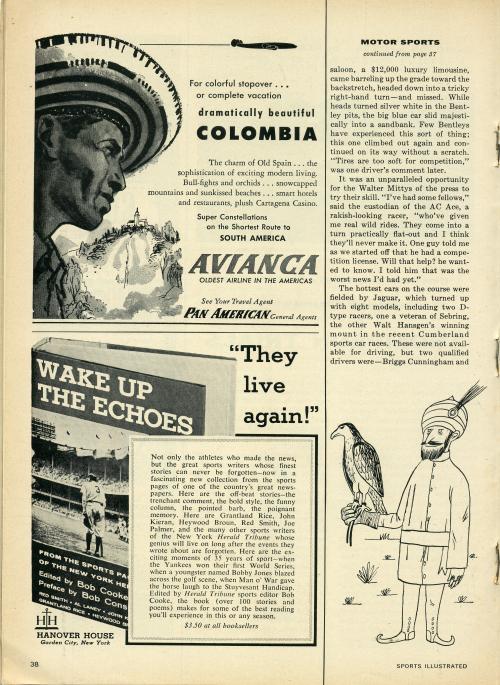 For colorful stopover . . .
or complete vacation
dramatically beautiful
COLOMBIA
The charm of Old Spain . . . the
sophistication of exciting modern living.
Bull-fights and orchids . . . snowcapped
mountains and sunkissed beaches . . . smart hotels
and restaurants, plush Cartagena Casino.
Super Constellations
on the Shortest Route to
SOUTH AMERICA
AVIANCA
OLDEST AIRLINE IN THE AMERICAS
See Your Travel Agent
PAN AMERICAN General Agents
"They
live
again!"
WAKE UP
THE ECHOES
FROM THE SPORTS PA
OF THE NEW YORK HE
Edited by Bob Cooke
Preface by Bob Cons
RED SMITH • AL LANEY • JOHN K
GRANTLAND RICE • HEYWOOD B
Not only the athletes who made the news,
but the great sports writers whose finest
stories can never be forgotten—now in a
fascinating new collection from the sports
pages of one of the country's great news-
papers. Here are the off-beat stories—the
trenchant comment, the bold style, the funny
column, the pointed barb, the poignant
memory. Here are Grantland Rice, John
Kieran, Heywood Broun, Red Smith, Joe
Palmer, and the many other sports writers
of the New York Herald Tribune whose
genius will live on long after the events they
wrote about are forgotten. Here are the ex-
citing moments of 35 years of sport—when
the Yankees won their first World Series,
when a youngster named Bobby Jones blazed
across the golf scene, when Man o' War gave
the horse laugh to the Stuyvesant Handicap.
Edited by Herald Tribune sports editor Bob
Cooke, the book (over 100 stories and
poems) makes for some of the best reading
you'll experience in this or any season.
$3.50 at all booksellers
HH
HANOVER HOUSE
Garden City, New York
38
MOTOR SPORTS
continued from page 37
saloon, a $12,000 luxury limousine,
came barreling up the grade toward the
backstretch, headed down into a tricky
right-hand turn—and missed. While
heads turned silver white in the Bent-
ley pits, the big blue car slid majesti-
cally into a sandbank. Few Bentleys
have experienced this sort of thing;
this one climbed out again and con-
tinued on its way without a scratch.
"Tires are too soft for competition,"
was one driver's comment later.
It was an unparalleled opportunity
for the Walter Mittys of the press to
try their skill. "I've had some fellows,"
said the custodian of the AC Ace, a
rakish-looking racer, "who've given
me real wild rides. They come into a
turn practically flat-out and I think
they'll never make it. One guy told me
as we started off that he had a compe-
tition license. Will that help? he want-
ed to know. I told him that was the
worst news I'd had yet."
The hottest cars on the course were
fielded by Jaguar, which turned up
with eight models, including two D-
type racers, one a veteran of Sebring,
the other Walt Hansgen's winning
mount in the recent Cumberland
sports car races. These were not avail-
able for driving, but two qualified
drivers were—Briggs Cunningham and
SPORTS ILLUSTRATED